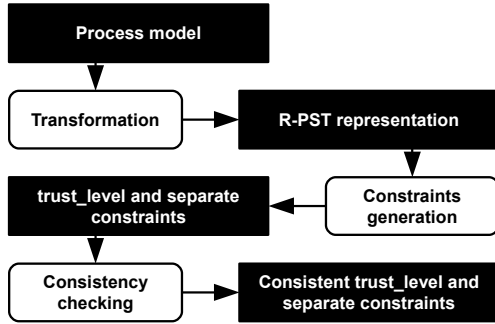 Process model
Transformation
R-PST representation
Constraints
generation
trust_level and separate
constraints
Consistency
checking
Consistent trust_level and
separate constraints